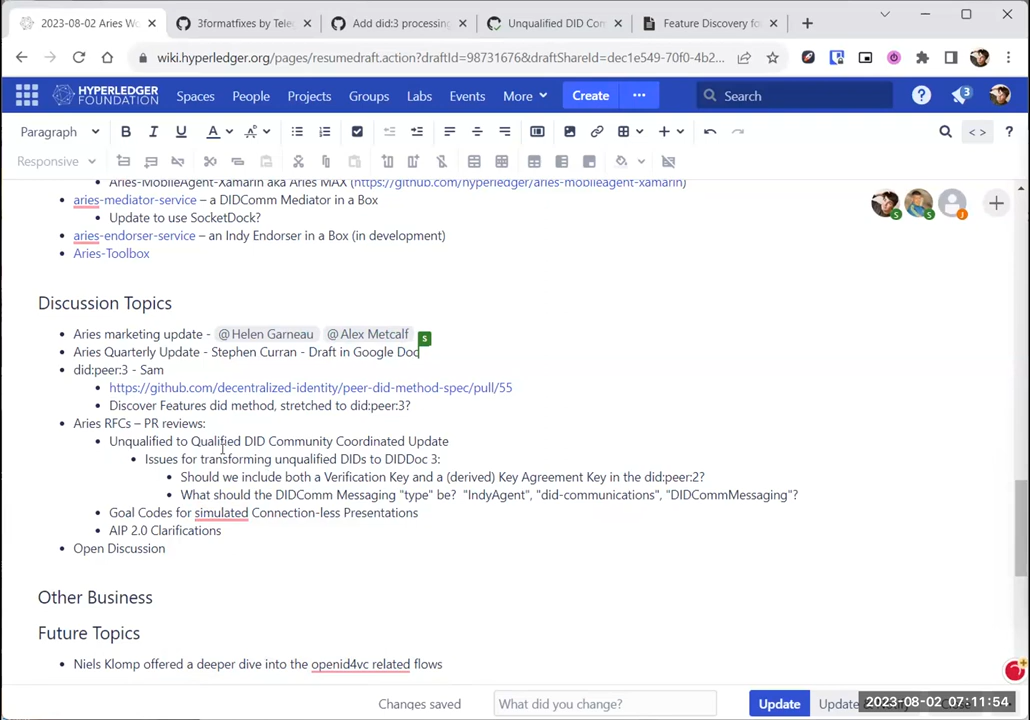 2023-08-02 Aries Wo
3formatfixes by Tele
Add did:3 processing
Unqualified DID Com
Feature Discovery fo
wiki.hyperledger.org/pages/resumedraft.action?draftId=98731676&draftShareId=dec1e549-70f0-4b2...
HYPERLEDGER
FOUNDATION
Spaces
People
Projects
Groups
Labs
Events
More
Create
Search
3
Paragraph
B I U A
Responsive
Aries-MobileAgent-Xamarin aka Aries MAX (https://github.com/hyperledger/aries-mobileagent-xamarin)
aries-mediator-service – a DIDComm Mediator in a Box
Update to use SocketDock?
aries-endorser-service – an Indy Endorser in a Box (in development)
Aries-Toolbox
S S J
Discussion Topics
Aries marketing update - @Helen Garneau @Alex Metcalf
S
Aries Quarterly Update - Stephen Curran - Draft in Google Doc
did:peer:3 - Sam
https://github.com/decentralized-identity/peer-did-method-spec/pull/55
Discover Features did method, stretched to did:peer:3?
Aries RFCs – PR reviews:
Unqualified to Qualified DID Community Coordinated Update
Issues for transforming unqualified DIDs to DIDDoc 3:
Should we include both a Verification Key and a (derived) Key Agreement Key in the did:peer:2?
What should the DIDComm Messaging "type" be? "IndyAgent", "did-communications", "DIDCommMessaging"?
Goal Codes for simulated Connection-less Presentations
AIP 2.0 Clarifications
Open Discussion
Other Business
Future Topics
Niels Klomp offered a deeper dive into the openid4vc related flows
Changes saved
What did you change?
Update
Update
2023-08-02 07:11:54